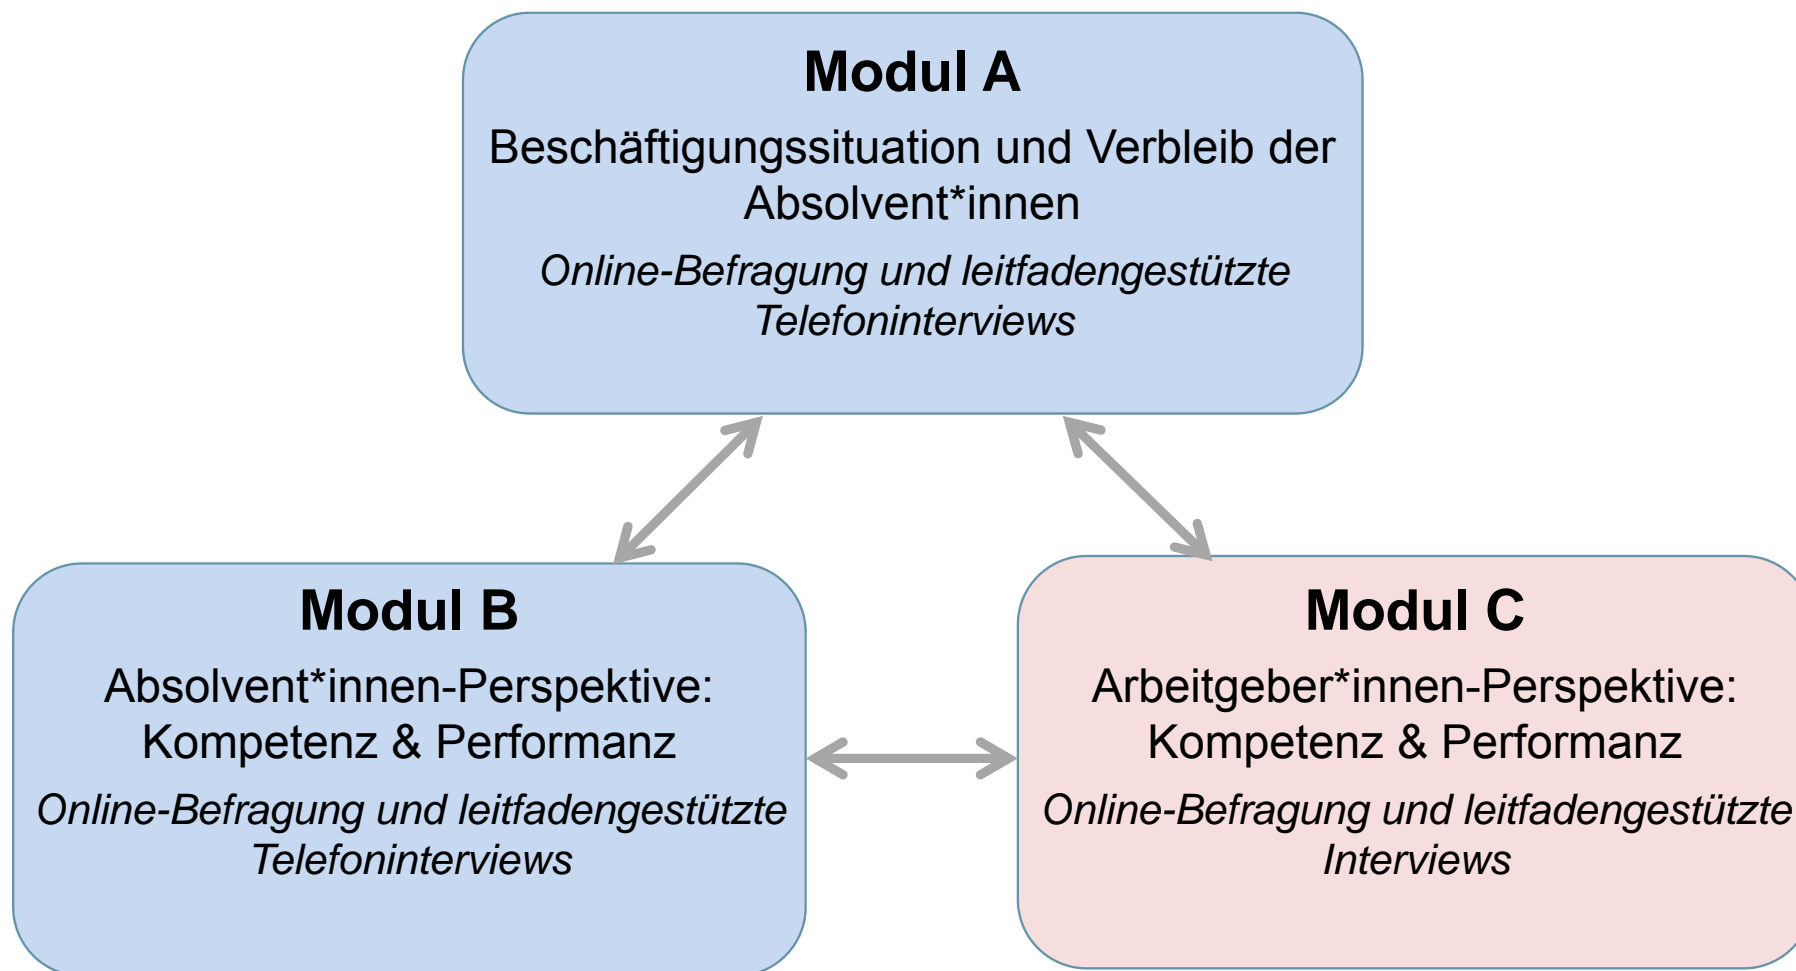 Modul A
Beschäftigungssituation und Verbleib der
Absolvent*innen
Online-Befragung und leitfadengestützte
Telefoninterviews
Modul B
Absolvent*innen-Perspektive:
Kompetenz & Performanz
Online-Befragung und leitfadengestützte
Telefoninterviews
Modul C
Arbeitgeber*innen-Perspektive:
Kompetenz & Performanz
Online-Befragung und leitfadengestützte
Interviews